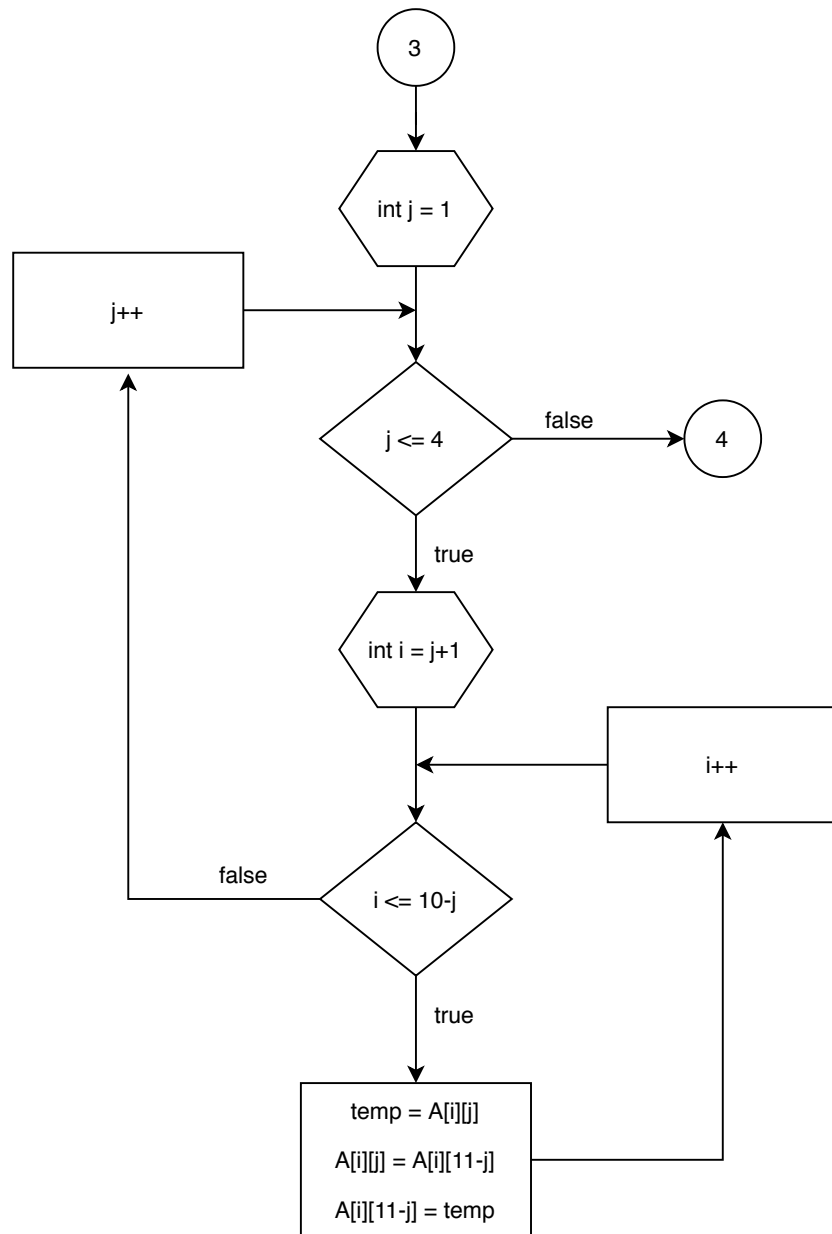 3
int j = 1
j++
j <= 4
false
4
true
int i = j+1
i++
false
i <= 10-j
true
temp = A[i][j]
A[i][j] = A[i][11-j]
A[i][11-j] = temp